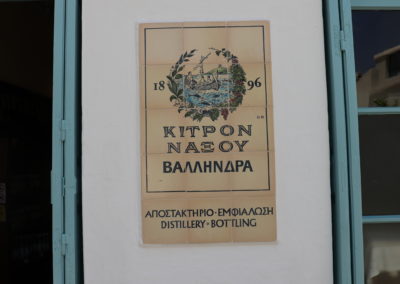 18 96
ΚΙΤΡΟΝ
ΝΑΞΟΥ
ΒΑΛΛΗΝΔΡΑ
ΑΠΟΣΤΑΚΤΗΡΙΟ-ΕΜΦΙΑΛΩΣΗ
DISTILLERY-BOTTLING